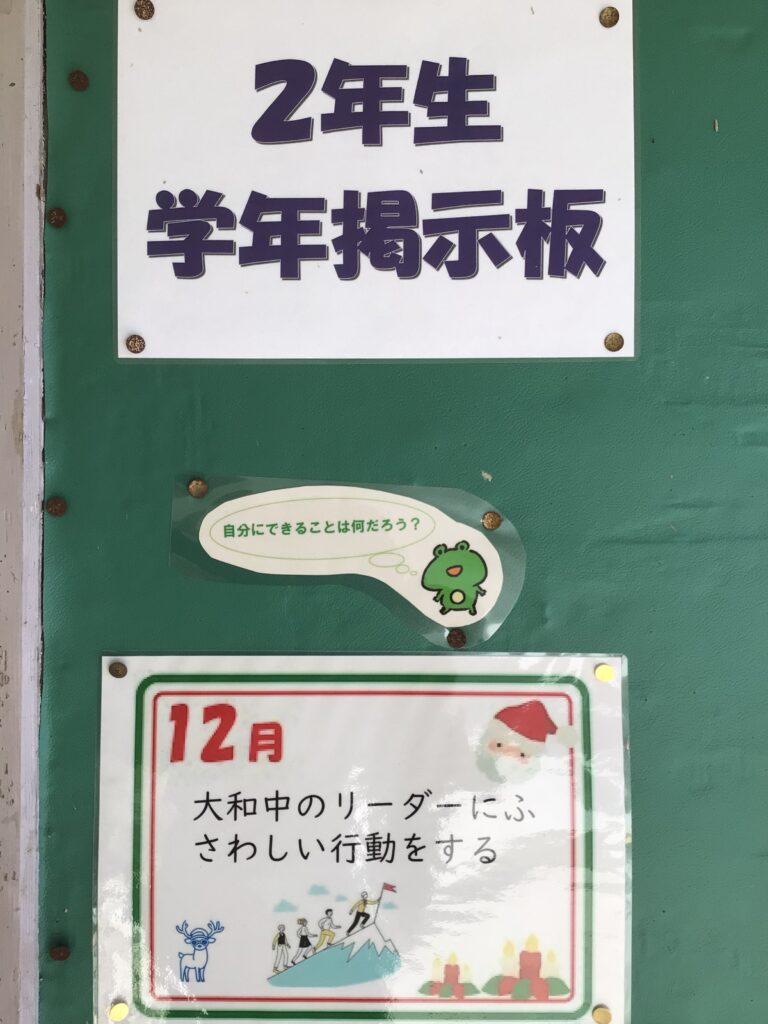 2年生
学年掲示板
自分にできることは何だろう？
12月
大和中のリーダーにふ
さわしい行動をする